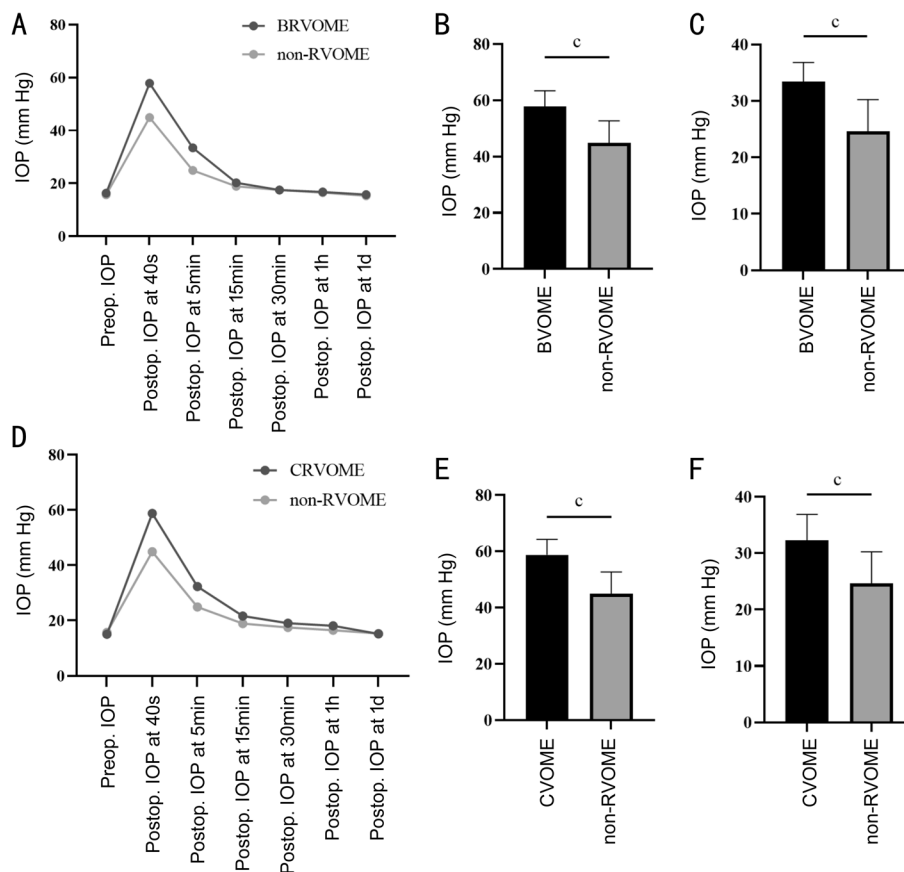 A
IOP (mm Hg)
80
60
40
20
0
BRVOME
non-RVOME
Preop. IOP
Postop. IOP at 40s
Postop. IOP at 5min
Postop. IOP at 15min
Postop. IOP at 30min
Postop. IOP at 1h
Postop. IOP at 1d
B
IOP (mm Hg)
80
60
40
20
0
c
BVOME
non-RVOME
C
IOP (mm Hg)
40
30
20
10
0
c
BVOME
non-RVOME
D
IOP (mm Hg)
80
60
40
20
0
CRVOME
non-RVOME
Preop. IOP
Postop. IOP at 40s
Postop. IOP at 5min
Postop. IOP at 15min
Postop. IOP at 30min
Postop. IOP at 1h
Postop. IOP at 1d
E
IOP (mm Hg)
80
60
40
20
0
c
CVOME
non-RVOME
F
IOP (mm Hg)
40
30
20
10
0
c
CVOME
non-RVOME